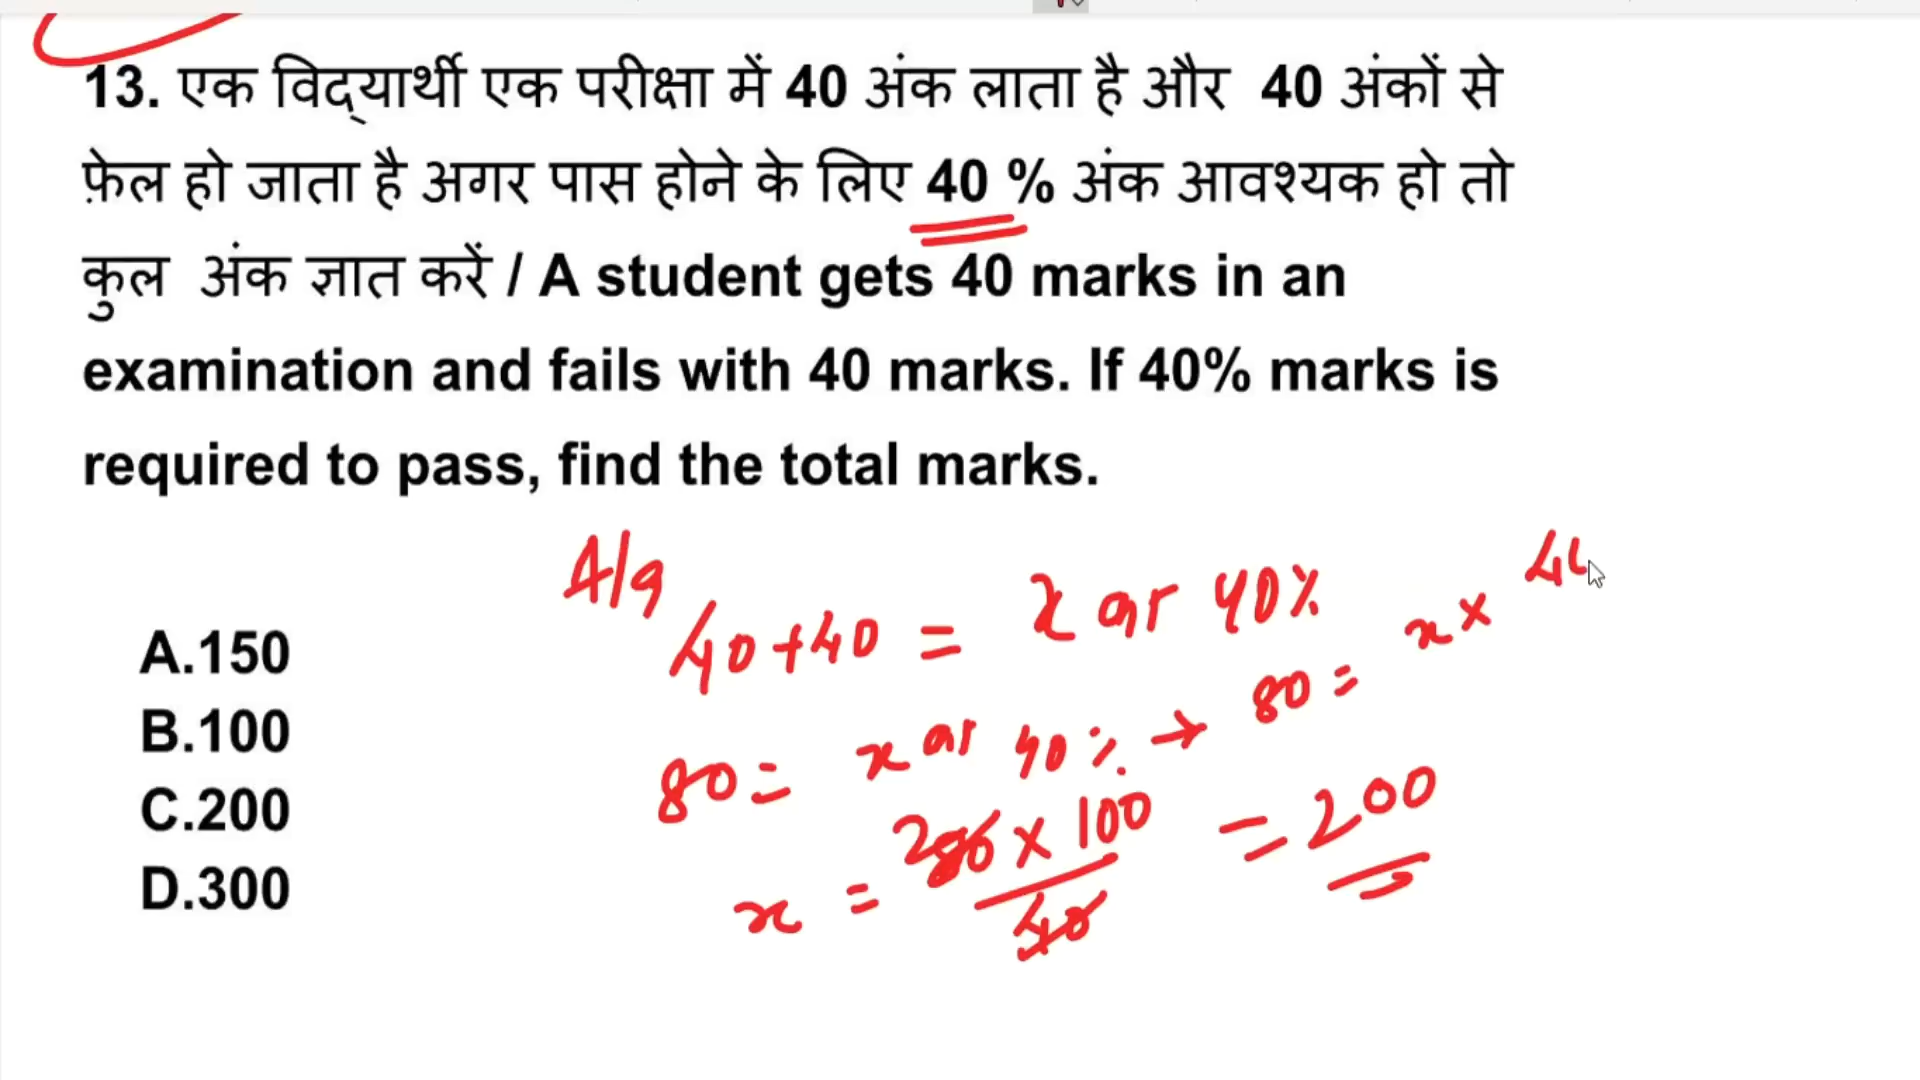 13. एक विद्यार्थी एक परीक्षा में 40 अंक लाता है और 40 अंकों से
फ़ेल हो जाता है अगर पास होने के लिए 40 % अंक आवश्यक हो तो
कुल अंक ज्ञात करें / A student gets 40 marks in an
examination and fails with 40 marks. If 40% marks is
required to pass, find the total marks.
A/q
40+40 = x का 40%
80 = x का 40% → 80 = x × 4
x = 80 × 100 / 40 = 200
A.150
B.100
C.200
D.300